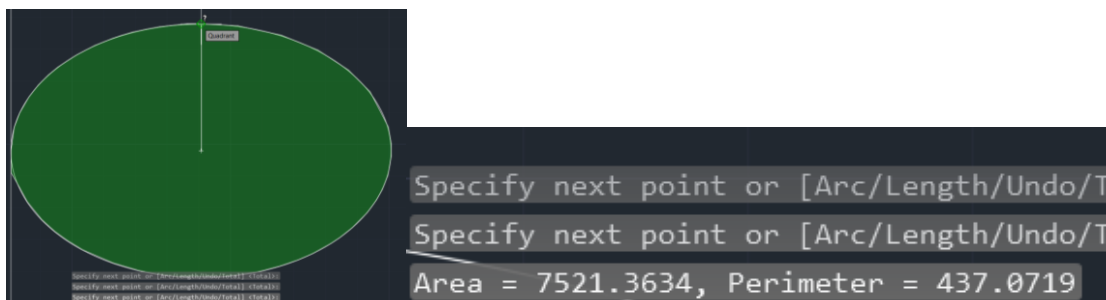 ?
Quadrant
Specify next point or [Arc/Length/Undo/Total] <Total>:
Specify next point or [Arc/Length/Undo/Total] <Total>:
Specify next point or [Arc/Length/Undo/Total] <Total>:
Specify next point or [Arc/Length/Undo/T
Specify next point or [Arc/Length/Undo/T
Area = 7521.3634, Perimeter = 437.0719